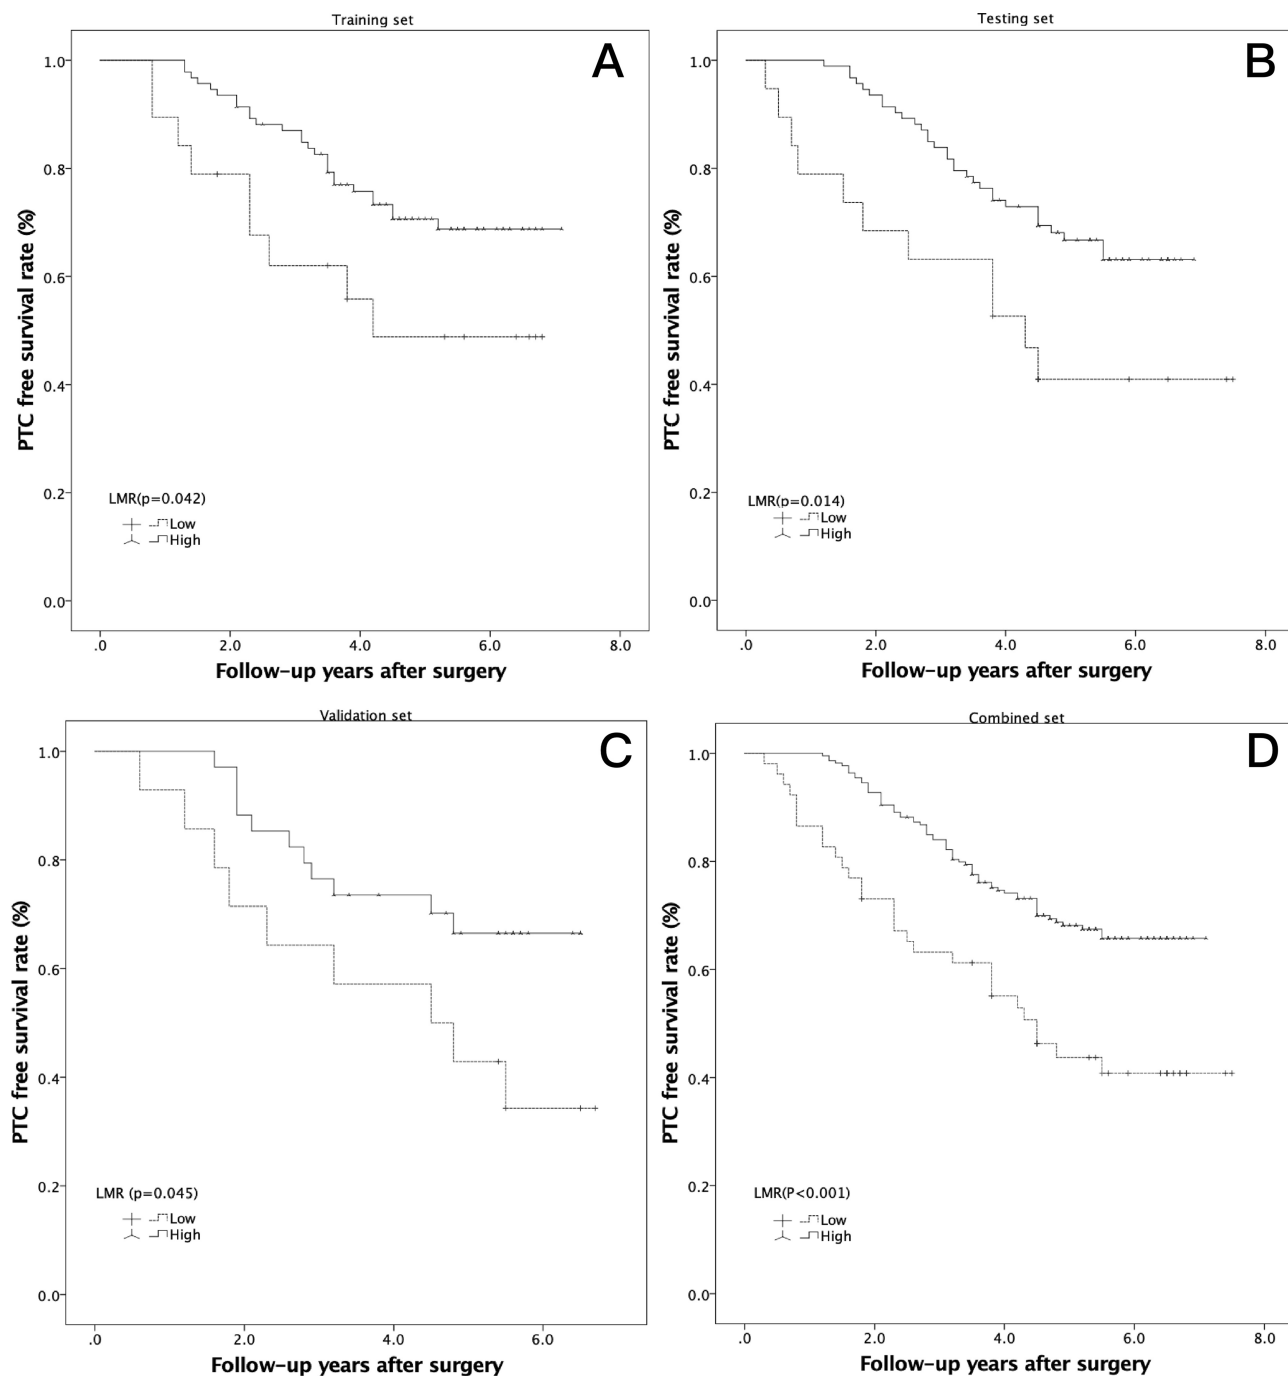 Training set
A
1.0
0.8
0.6
0.4
0.2
0.0
PTC free survival rate (%)
LMR(p=0.042)
Low
High
.0 2.0 4.0 6.0 8.0
Follow-up years after surgery
Testing set
B
1.0
0.8
0.6
0.4
0.2
0.0
PTC free survival rate (%)
LMR(p=0.014)
Low
High
.0 2.0 4.0 6.0 8.0
Follow-up years after surgery
Validation set
C
1.0
0.8
0.6
0.4
0.2
0.0
PTC free survival rate (%)
LMR (p=0.045)
Low
High
.0 2.0 4.0 6.0
Follow-up years after surgery
Combined set
D
1.0
0.8
0.6
0.4
0.2
0.0
PTC free survival rate (%)
LMR(P<0.001)
Low
High
.0 2.0 4.0 6.0 8.0
Follow-up years after surgery